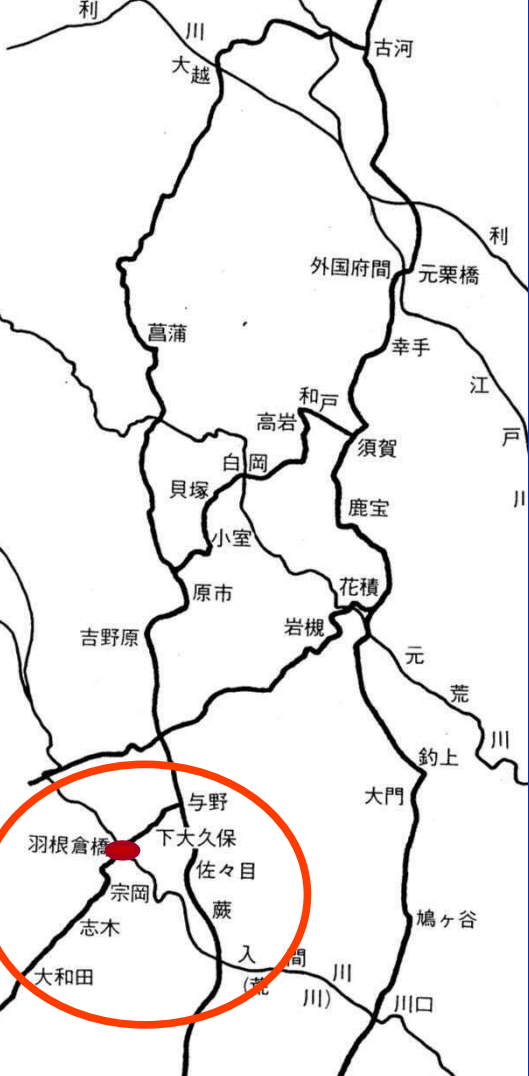 利
川
古河
大越
利
外国府間
元栗橋
菖蒲
幸手
江
戸
川
和戸
高岩
須賀
白岡
貝塚
鹿宝
小室
花積
原市
岩槻
吉野原
元
荒
川
釣上
大門
与野
下大久保
羽根倉橋
佐々目
宗岡
蕨
志木
鳩ヶ谷
入
間
川
大和田
(荒
川)
川口